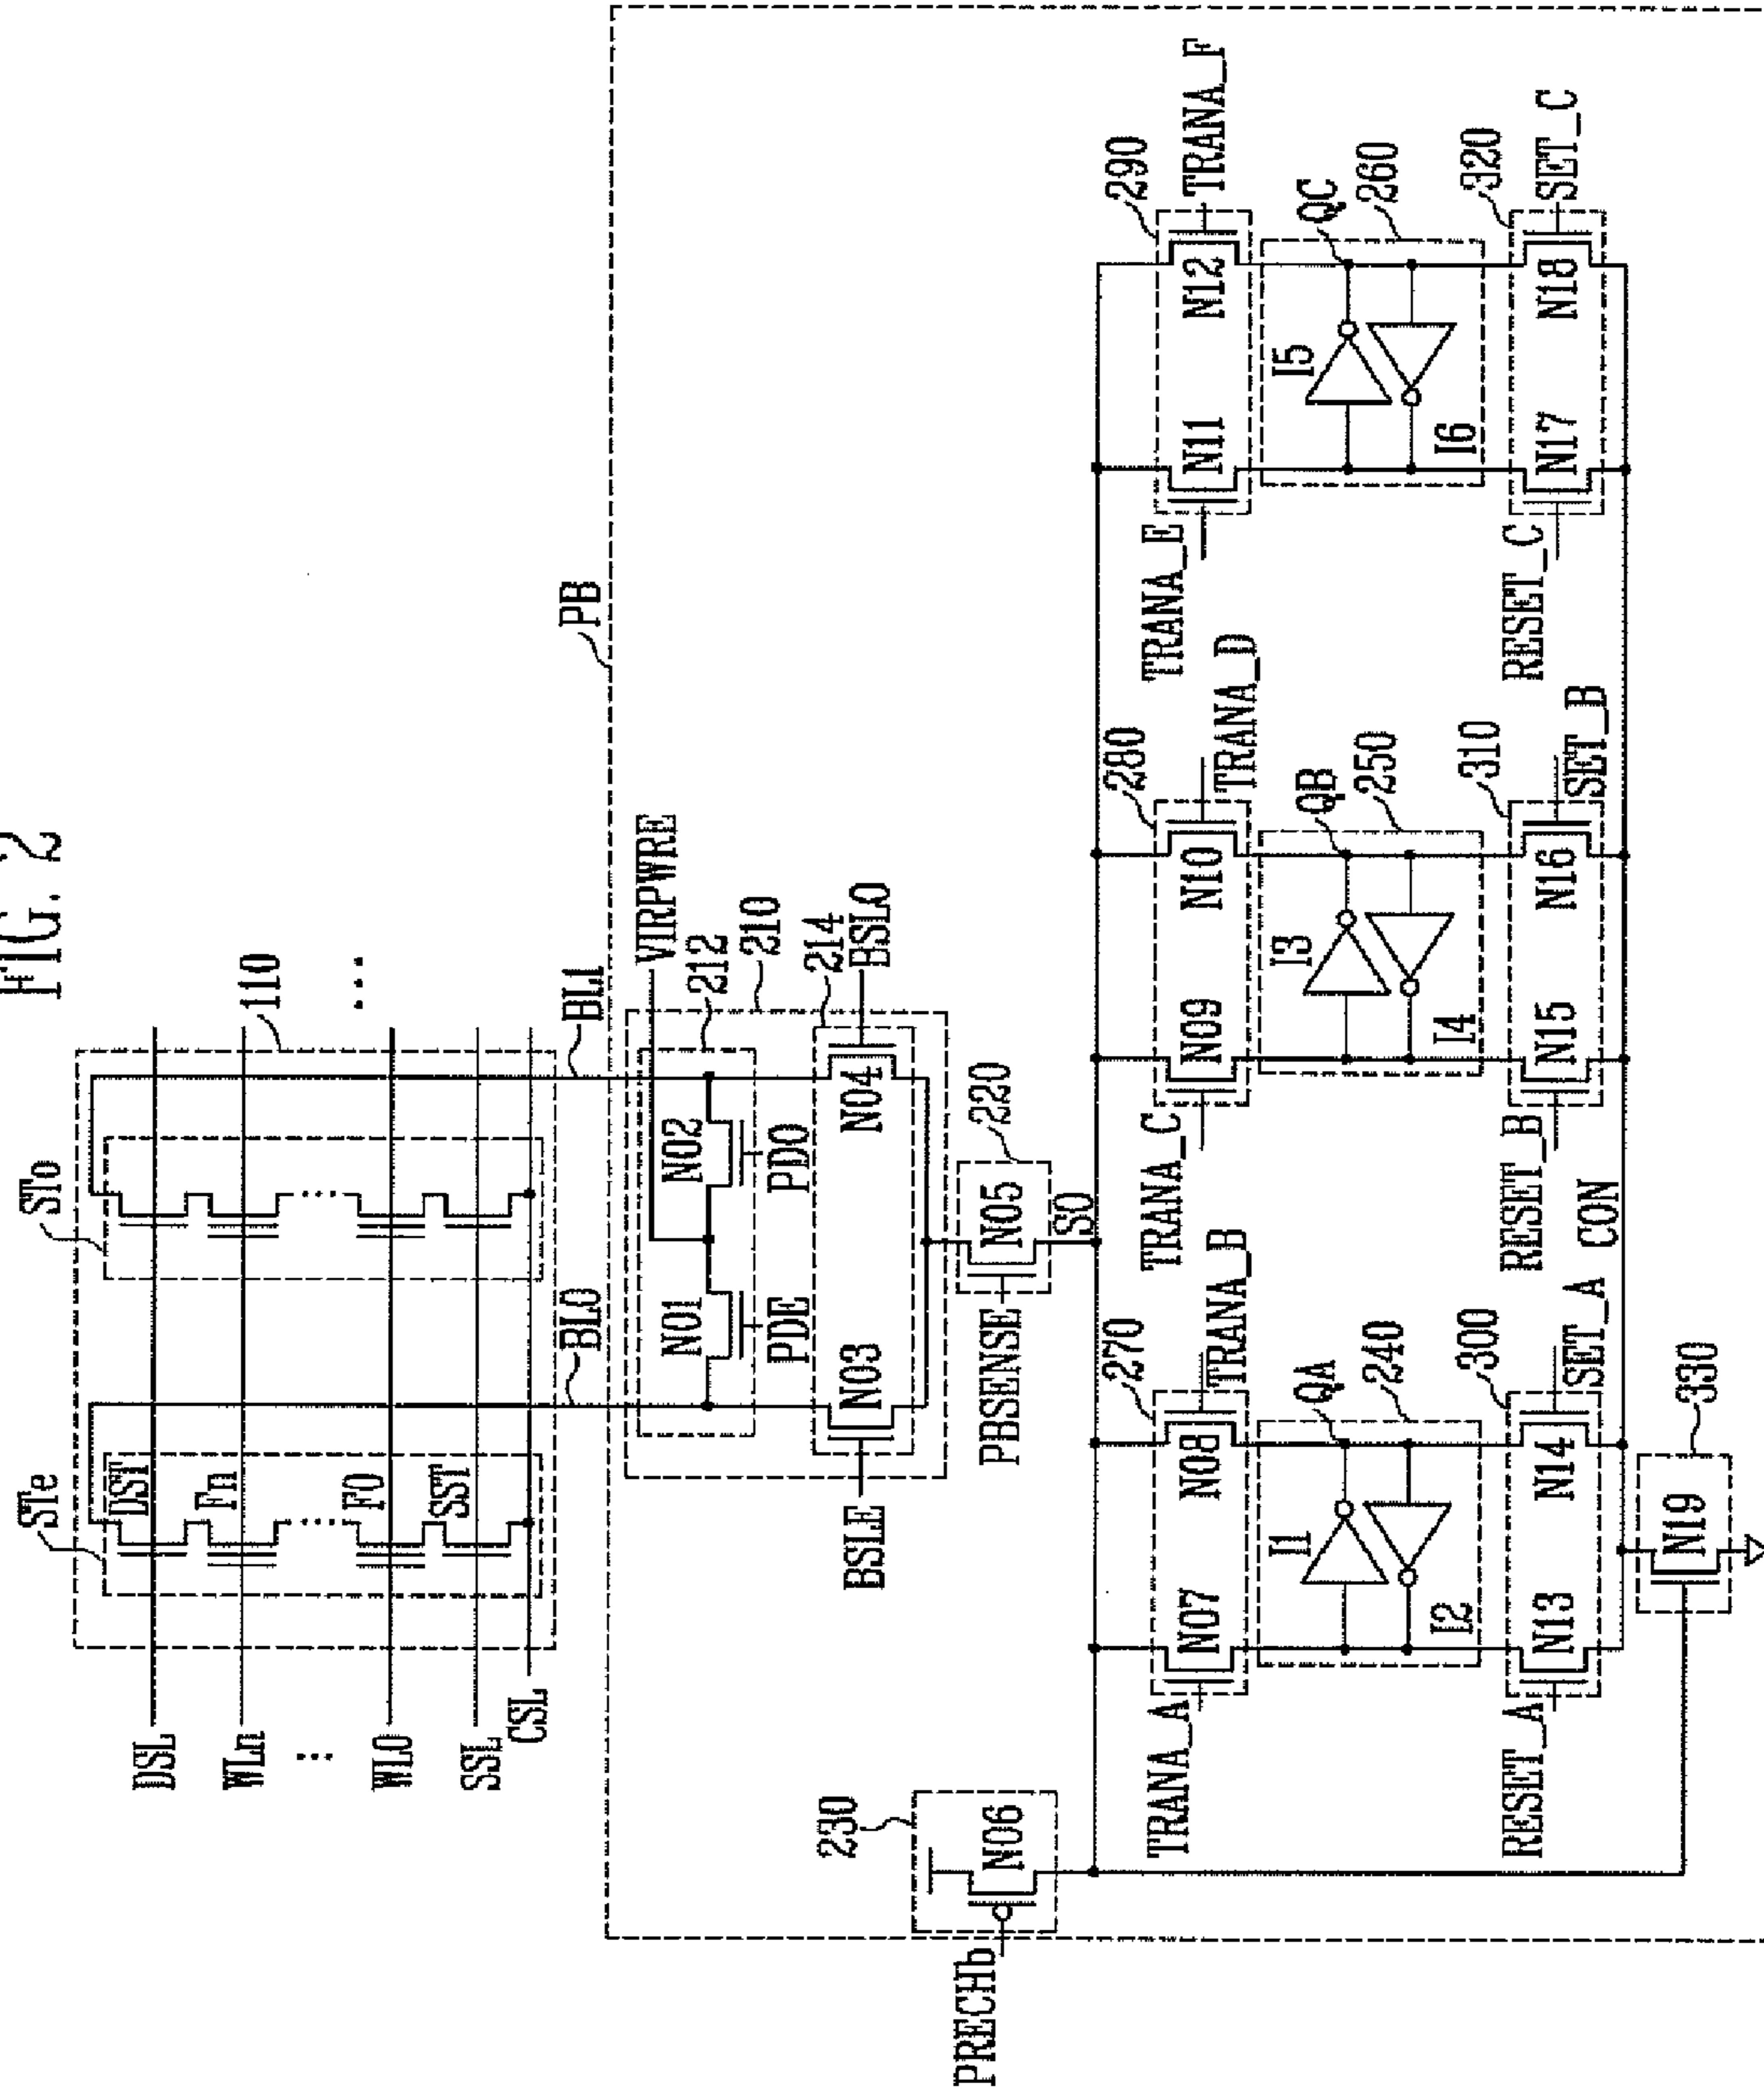 FIG. 2
STe
STo
110
DSL
DST
WLn
Fn
⋮
...
WL0
F0
SSL
SST
CSL
BL0
BL1
PB
VIRPWRE
N01
N02
212
PDE
PDO
210
214
BSLE
N03
N04
BSLO
230
220
PRECHb
N06
PBSENSE
N05
SO
270
280
290
TRANA_A
N07
N08
TRANA_B
TRANA_C
N09
N10
TRANA_D
TRANA_E
N11
N12
TRANA_F
I1
QA
I3
QB
I5
QC
I2
240
I4
250
I6
260
300
310
320
RESET_A
N13
N14
SET_A
RESET_B
N15
N16
SET_B
RESET_C
N17
N18
SET_C
CON
330
N19